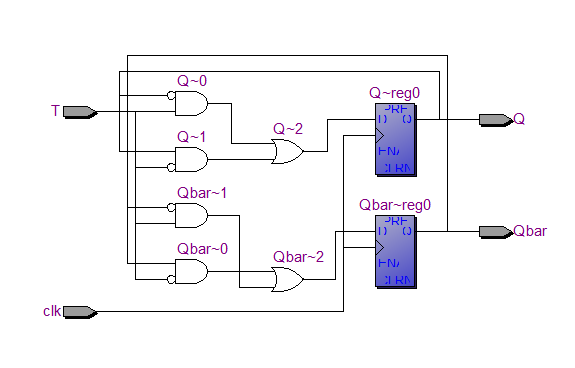 Q~0
Q~reg0
T
PRE
D Q
Q
Q~1
Q~2
ENA
CLRN
Qbar~1
Qbar~reg0
PRE
D Q
Qbar
Qbar~0
Qbar~2
ENA
CLRN
clk